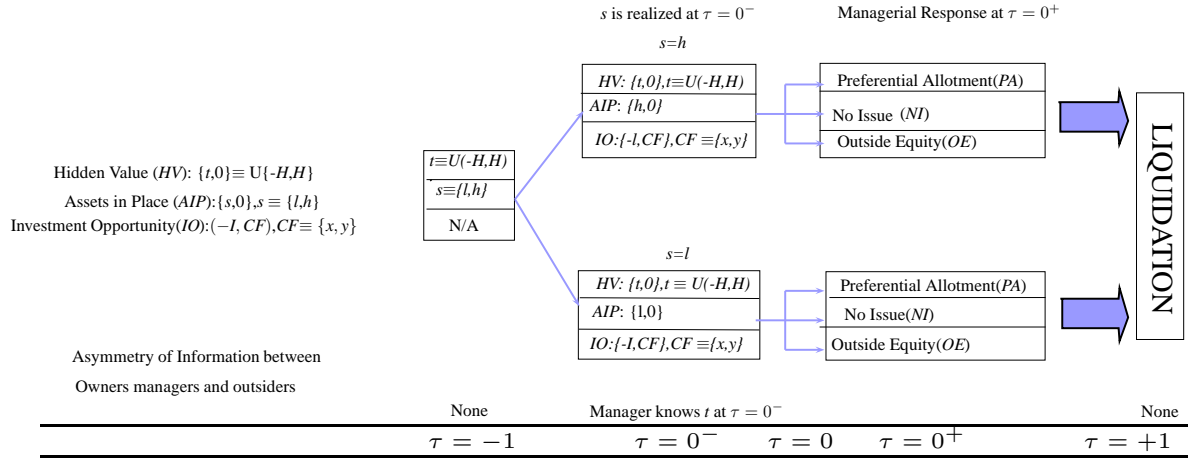 s is realized at τ = 0⁻
Managerial Response at τ = 0⁺
s=h
HV: {t,0},t≡U(-H,H)
AIP: {h,0}
IO:{-I,CF},CF ≡{x,y}
Preferential Allotment(PA)
No Issue (NI)
Outside Equity(OE)
Hidden Value (HV): {t,0}≡ U{-H,H}
Assets in Place (AIP):{s,0},s ≡ {l,h}
Investment Opportunity(IO):(−I,CF),CF≡ {x,y}
t≡U(-H,H)
s≡{l,h}
N/A
s=l
HV: {t,0},t ≡ U(-H,H)
AIP: {l,0}
IO:{-I,CF},CF ≡{x,y}
Preferential Allotment(PA)
No Issue(NI)
Outside Equity(OE)
LIQUIDATION
Asymmetry of Information between
Owners managers and outsiders
None
Manager knows t at τ = 0⁻
None
τ = −1
τ = 0⁻
τ = 0
τ = 0⁺
τ = +1